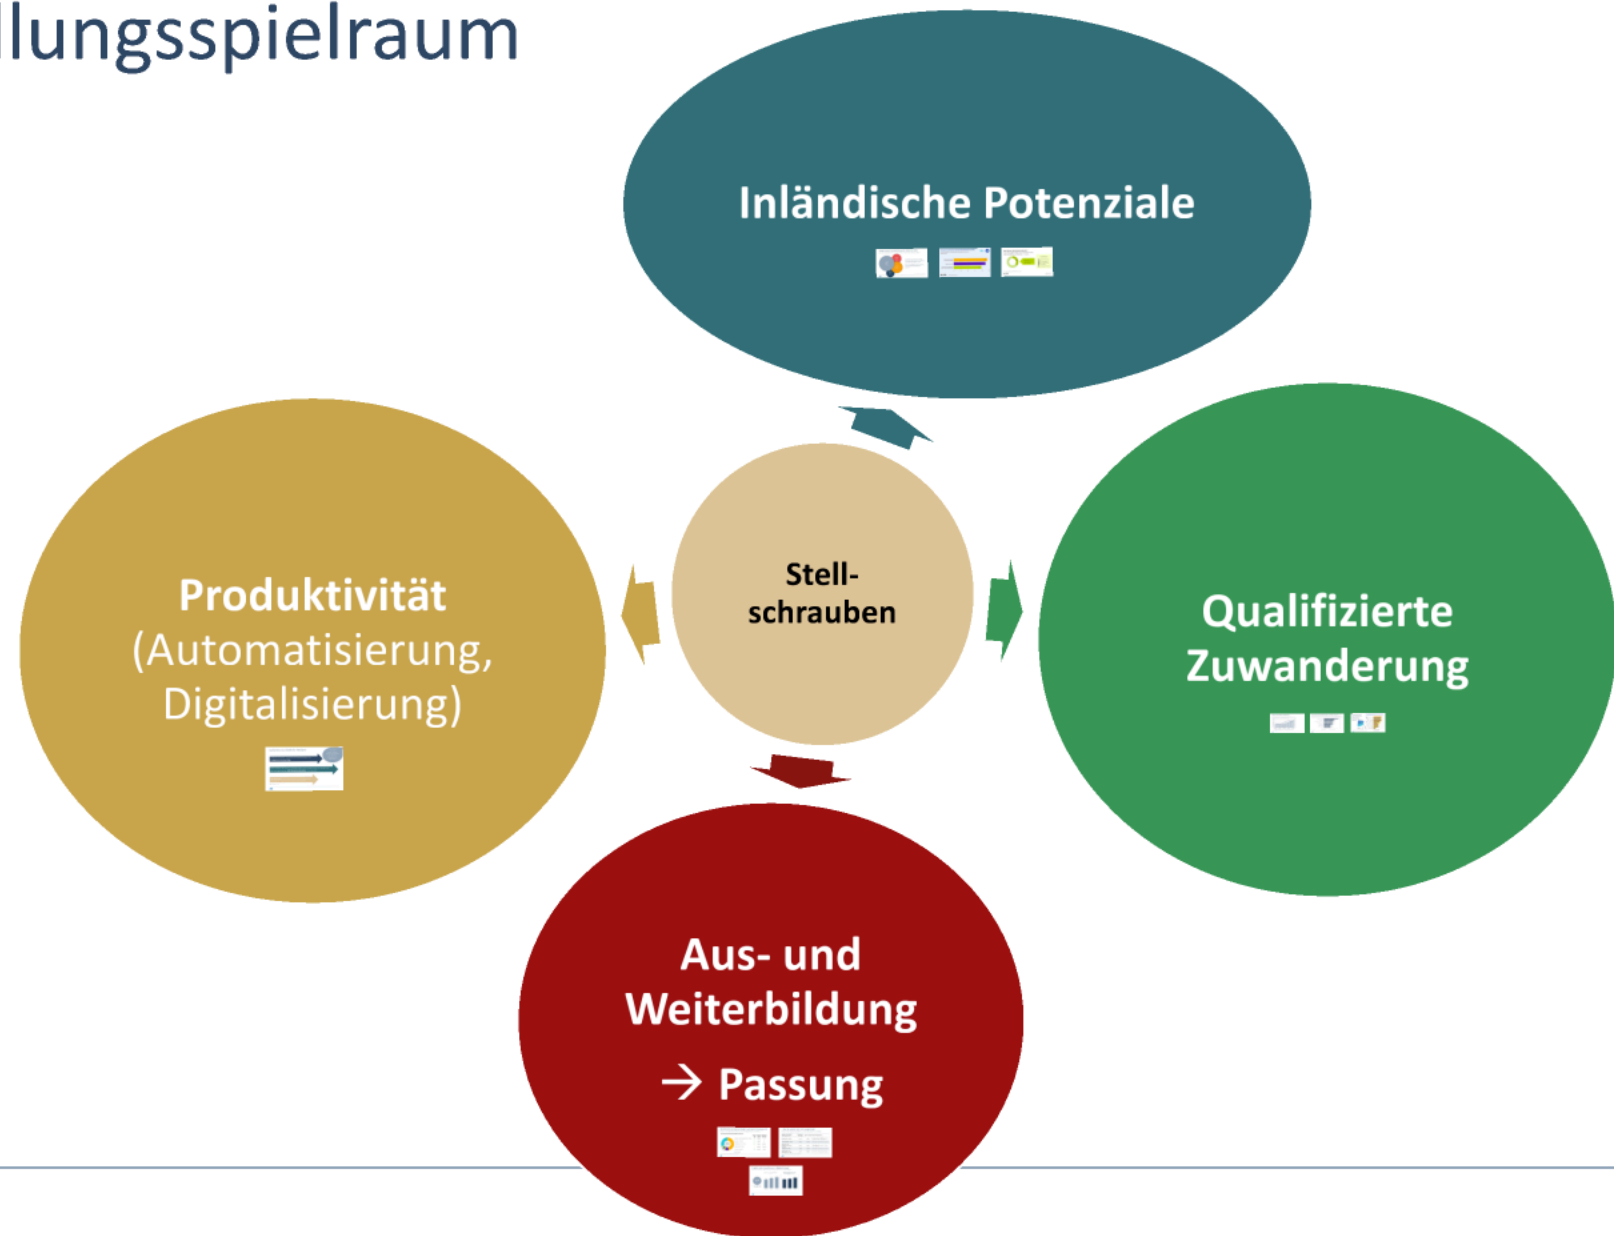 llungsspielraum
Inländische Potenziale
Stell-
schrauben
Produktivität
(Automatisierung,
Digitalisierung)
Qualifizierte
Zuwanderung
Aus- und
Weiterbildung
→ Passung